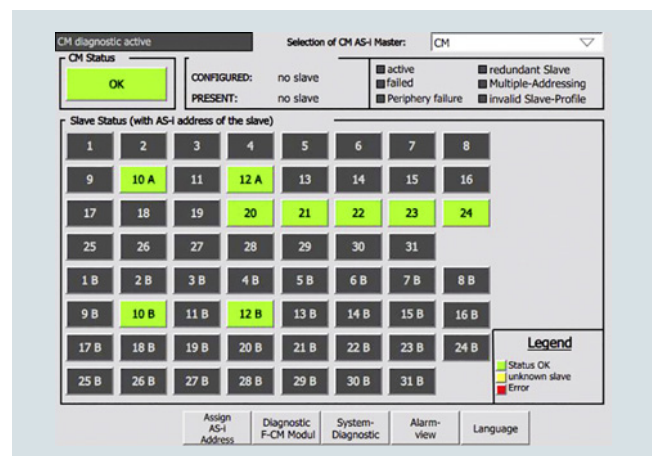 CM diagnostic active
Selection of CM AS-i Master:
CM
CM Status
OK
CONFIGURED: no slave
PRESENT: no slave
active
failed
Periphery failure
redundant Slave
Multiple-Addressing
invalid Slave-Profile
Slave Status (with AS-i address of the slave)
1 2 3 4 5 6 7 8
9 10 A 11 12 A 13 14 15 16
17 18 19 20 21 22 23 24
25 26 27 28 29 30 31
1 B 2 B 3 B 4 B 5 B 6 B 7 B 8 B
9 B 10 B 11 B 12 B 13 B 14 B 15 B 16 B
17 B 18 B 19 B 20 B 21 B 22 B 23 B 24 B
25 B 26 B 27 B 28 B 29 B 30 B 31 B
Legend
Status OK
unknown slave
Error
Assign
AS-i
Address
Diagnostic
F-CM Modul
System-
Diagnostic
Alarm-
view
Language